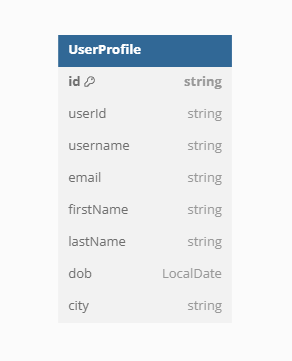 UserProfile
id string
userId string
username string
email string
firstName string
lastName string
dob LocalDate
city string